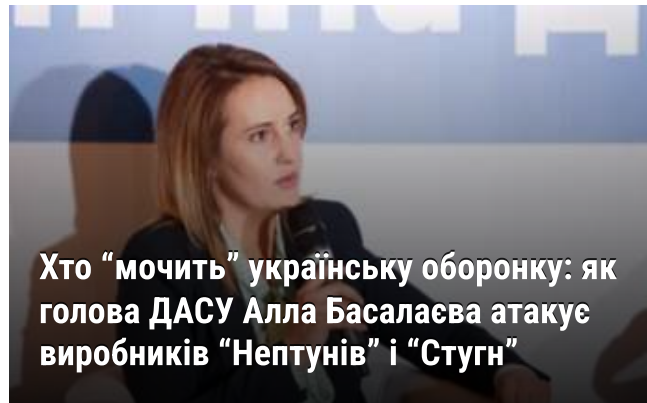 Хто “мочить” українську оборонку: як
голова ДАСУ Алла Басалаєва атакує
виробників “Нептунів” і “Стугн”